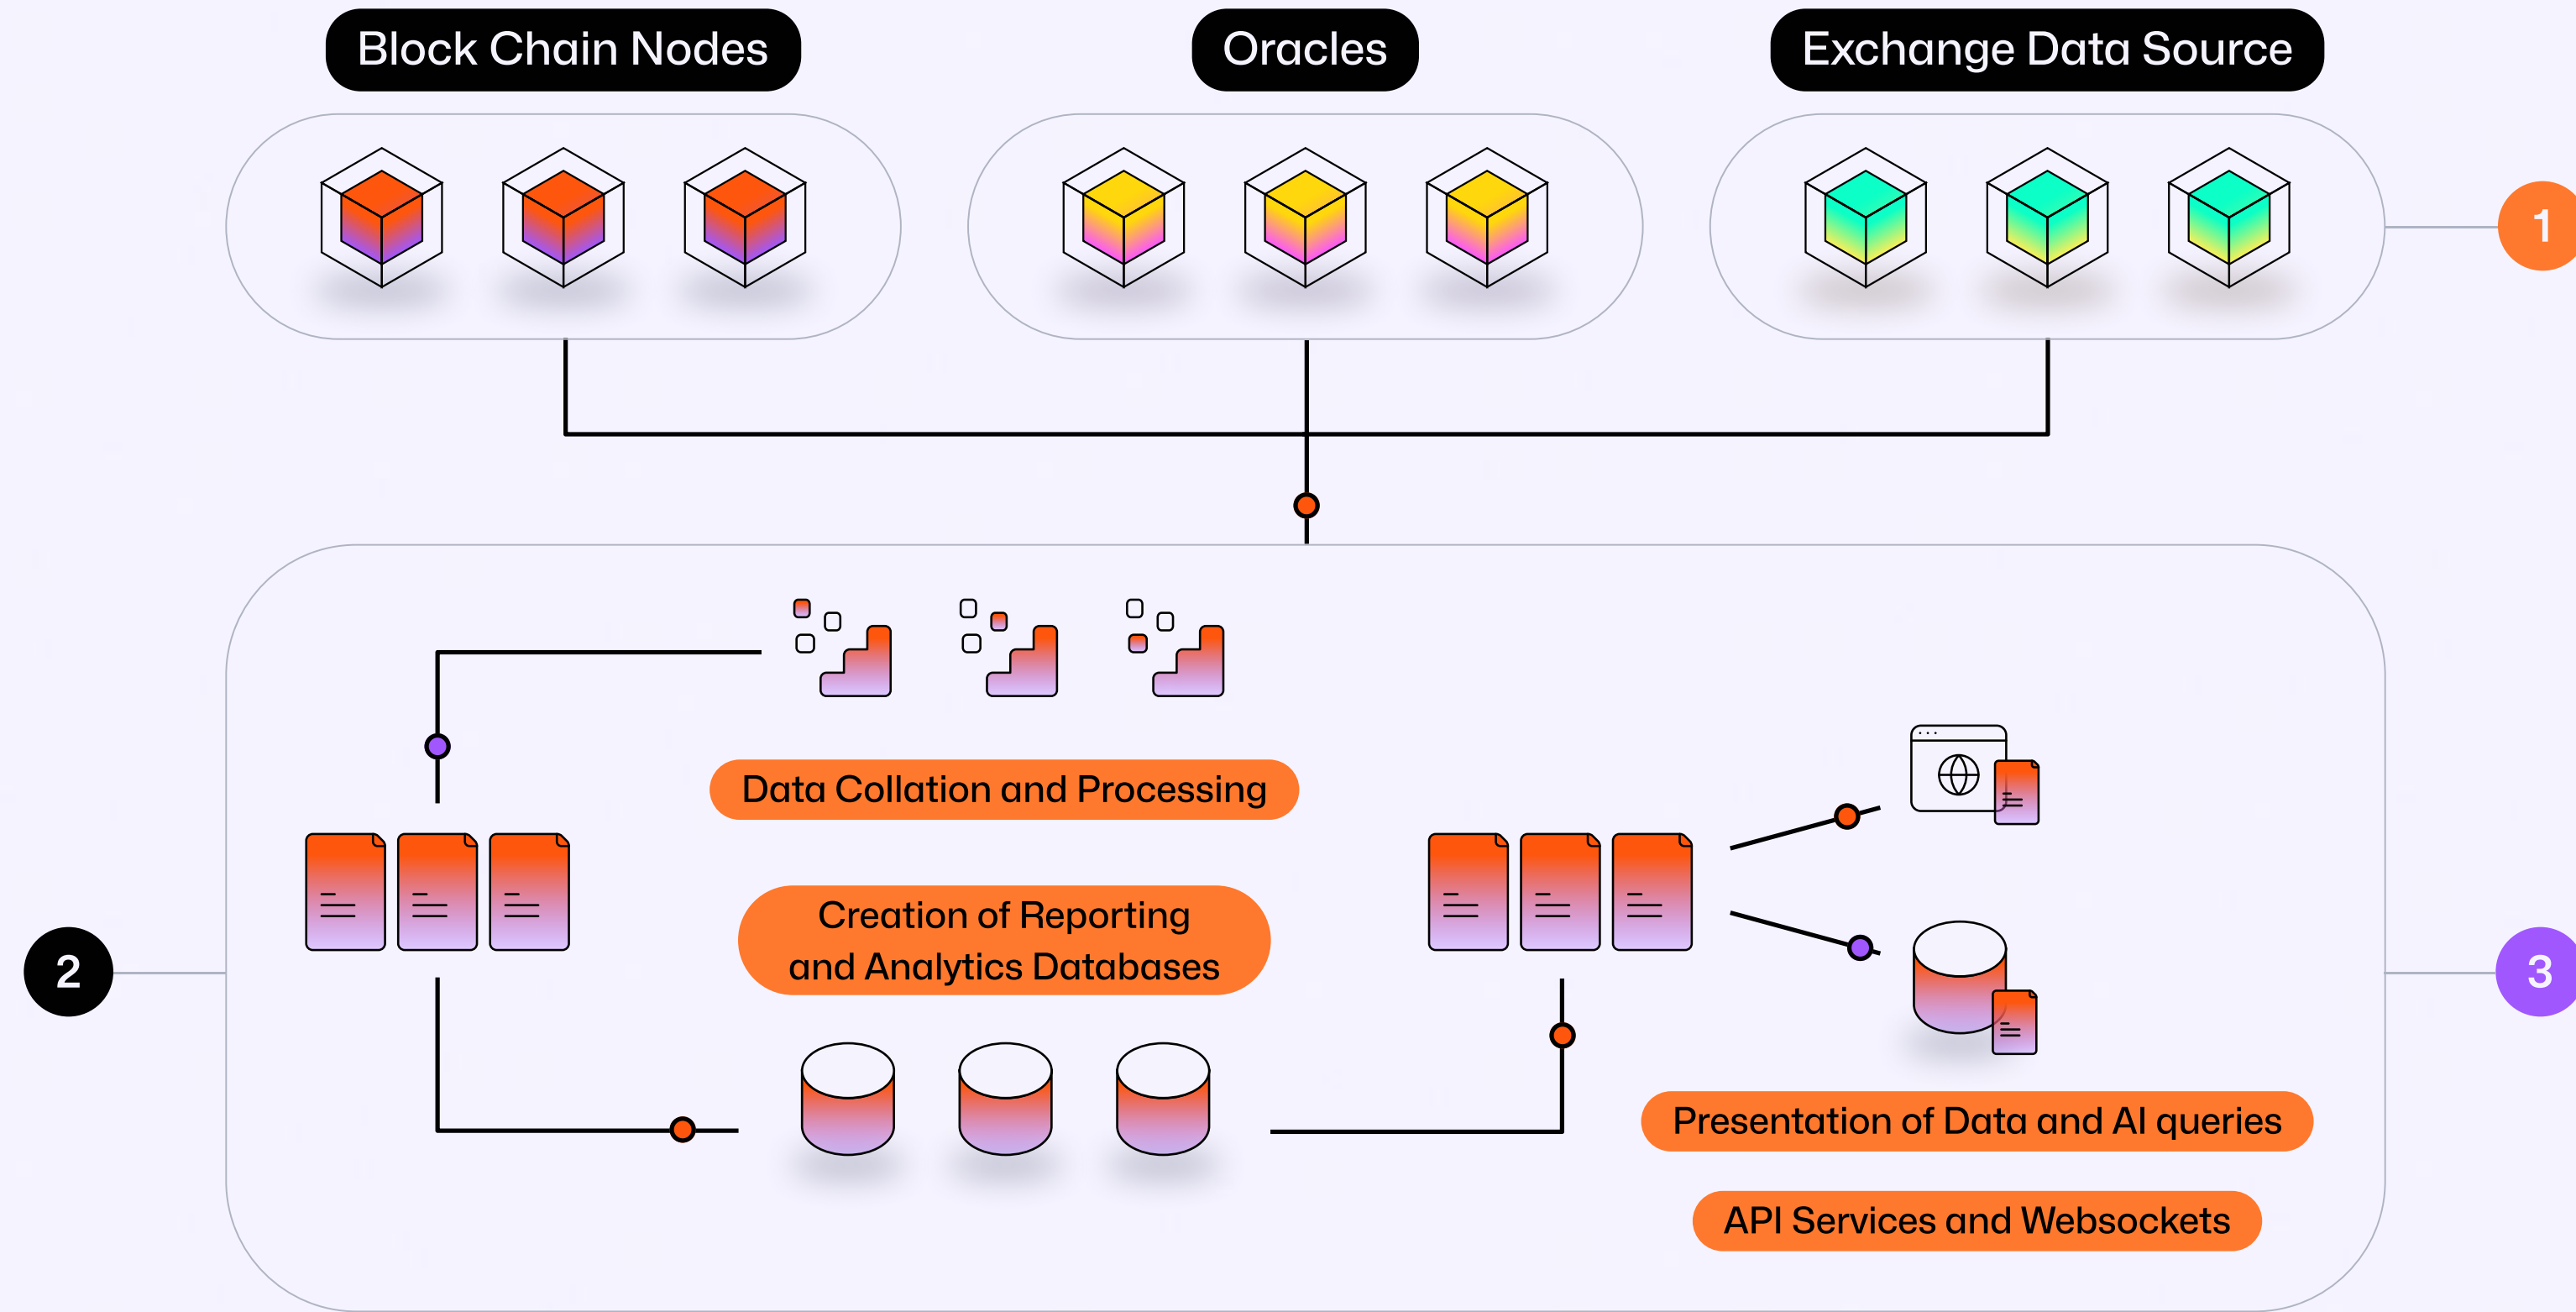 Block Chain Nodes
Oracles
Exchange Data Source
1
Data Collation and Processing
Creation of Reporting
and Analytics Databases
2
3
Presentation of Data and AI queries
API Services and Websockets